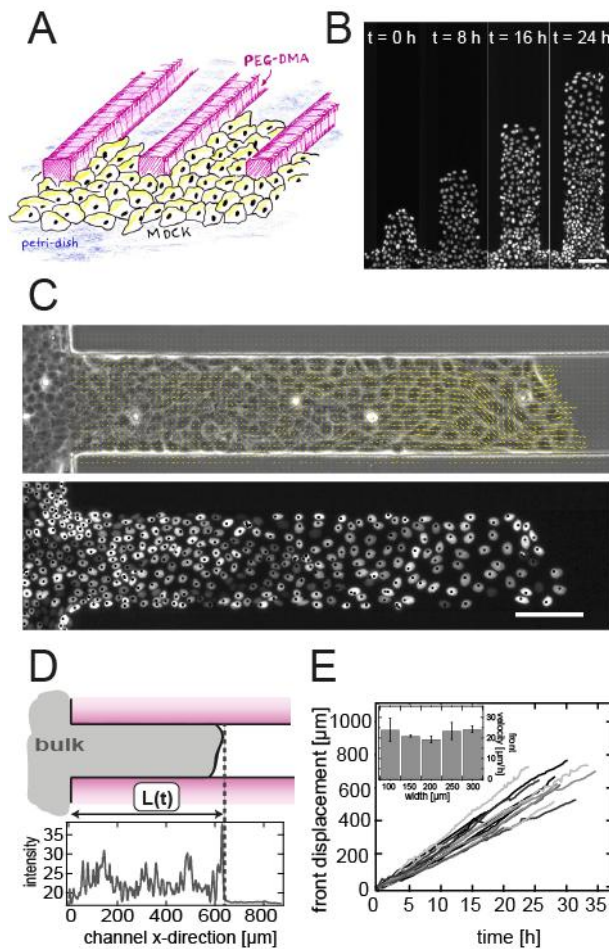 A
PEG-DMA
MDCK
petri-dish
B
t = 0 h t = 8 h t = 16 h t = 24 h
C
D
bulk
L(t)
intensity
35
30
25
20
0 200 400 600 800
channel x-direction [µm]
E
front displacement [µm]
1000
800
600
400
200
0
0 5 10 15 20 25 30 35
time [h]
100 150 200 250 300
width [µm]
30
20
10
0
front
velocity [µm/h]